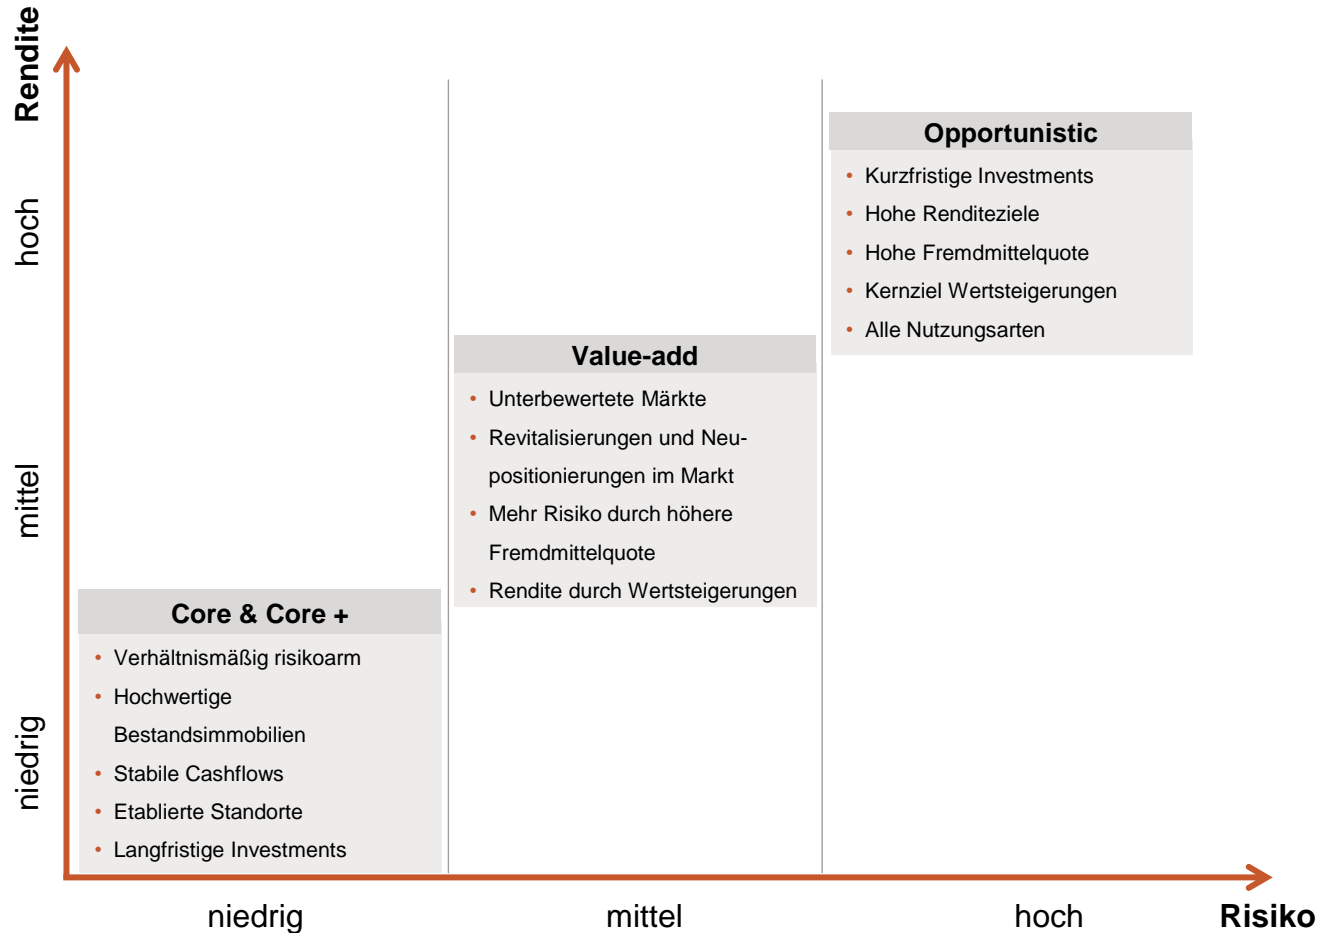 Rendite
hoch
mittel
niedrig
Opportunistic
• Kurzfristige Investments
• Hohe Renditeziele
• Hohe Fremdmittelquote
• Kernziel Wertsteigerungen
• Alle Nutzungsarten
Value-add
• Unterbewertete Märkte
• Revitalisierungen und Neu-
positionierungen im Markt
• Mehr Risiko durch höhere
Fremdmittelquote
• Rendite durch Wertsteigerungen
Core & Core +
• Verhältnismäßig risikoarm
• Hochwertige
Bestandsimmobilien
• Stabile Cashflows
• Etablierte Standorte
• Langfristige Investments
niedrig
mittel
hoch
Risiko